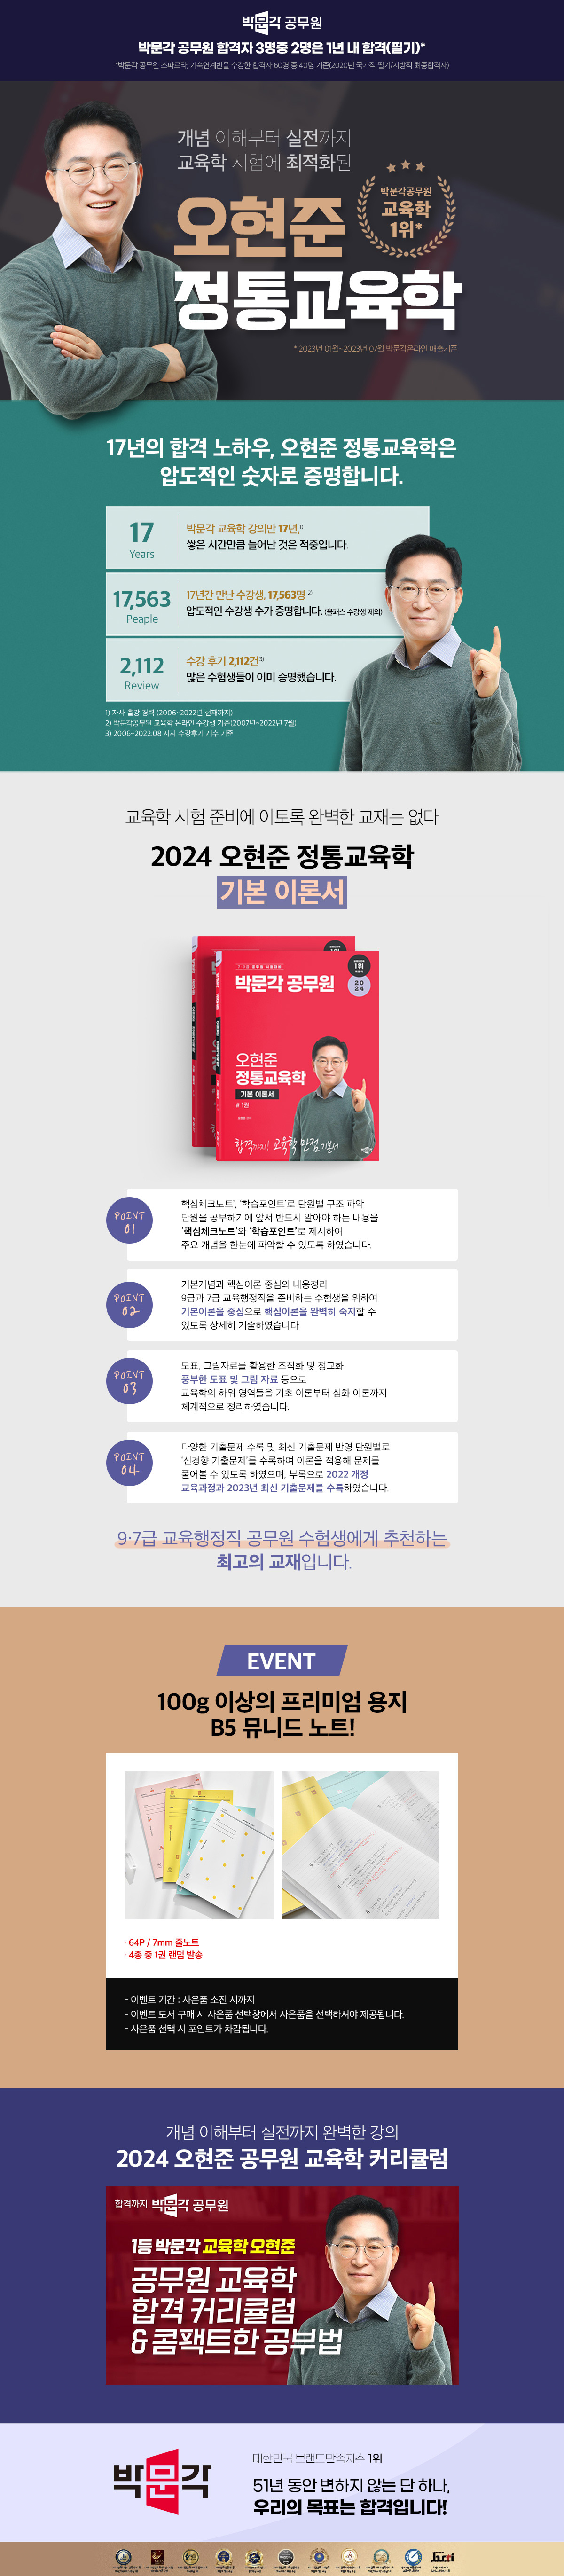 박문각 공무원
박문각 공무원 합격자 3명중 2명은 1년 내 합격(필기)*
*박문각 공무원 스파르타, 기숙연계반을 수강한 합격자 60명 중 40명 기준(2020년 국가직 필기/지방직 최종합격자)
개념 이해부터 실전까지
교육학 시험에 최적화된
오현준
정통교육학
박문각공무원
교육학
1위*
* 2023년 01월~2023년 07월 박문각온라인 매출기준
17년의 합격 노하우, 오현준 정통교육학은
압도적인 숫자로 증명합니다.
17
Years
박문각 교육학 강의만 17년,1)
쌓은 시간만큼 늘어난 것은 적중입니다.
17,563
Peaple
17년간 만난 수강생, 17,563명 2)
압도적인 수강생 수가 증명합니다. (올패스 수강생 제외)
2,112
Review
수강 후기 2,112건3)
많은 수험생들이 이미 증명했습니다.
1) 자사 출강 경력 (2006~2022년 현재까지)
2) 박문각공무원 교육학 온라인 수강생 기준(2007년~2022년 7월)
3) 2006~2022.08 자사 수강후기 개수 기준
교육학 시험 준비에 이토록 완벽한 교재는 없다
2024 오현준 정통교육학
기본 이론서
1위
20
24
박문각 공무원
오현준
정통교육학
기본 이론서
# 1권
합격까지! 교육학 만점 기본서
박문각
POINT
01
핵심체크노트', '학습포인트'로 단원별 구조 파악
단원을 공부하기에 앞서 반드시 알아야 하는 내용을
'핵심체크노트'와 '학습포인트'로 제시하여
주요 개념을 한눈에 파악할 수 있도록 하였습니다.
POINT
02
기본개념과 핵심이론 중심의 내용정리
9급과 7급 교육행정직을 준비하는 수험생을 위하여
기본이론을 중심으로 핵심이론을 완벽히 숙지할 수
있도록 상세히 기술하였습니다
POINT
03
도표, 그림자료를 활용한 조직화 및 정교화
풍부한 도표 및 그림 자료 등으로
교육학의 하위 영역들을 기초 이론부터 심화 이론까지
체계적으로 정리하였습니다.
POINT
04
다양한 기출문제 수록 및 최신 기출문제 반영 단원별로
'신경향 기출문제'를 수록하여 이론을 적용해 문제를
풀어볼 수 있도록 하였으며, 부록으로 2022 개정
교육과정과 2023년 최신 기출문제를 수록하였습니다.
9·7급 교육행정직 공무원 수험생에게 추천하는
최고의 교재입니다.
EVENT
100g 이상의 프리미엄 용지
B5 뮤니드 노트!
· 64P / 7mm 줄노트
· 4종 중 1권 랜덤 발송
- 이벤트 기간 : 사은품 소진 시까지
- 이벤트 도서 구매 시 사은품 선택창에서 사은품을 선택하셔야 제공됩니다.
- 사은품 선택 시 포인트가 차감됩니다.
개념 이해부터 실전까지 완벽한 강의
2024 오현준 공무원 교육학 커리큘럼
합격까지 박문각 공무원
1등 박문각 교육학 오현준
공무원 교육학
합격 커리큘럼
&콤팩트한 공부법
박문각
대한민국 브랜드만족지수 1위
51년 동안 변하지 않는 단 하나,
우리의 목표는 합격입니다!